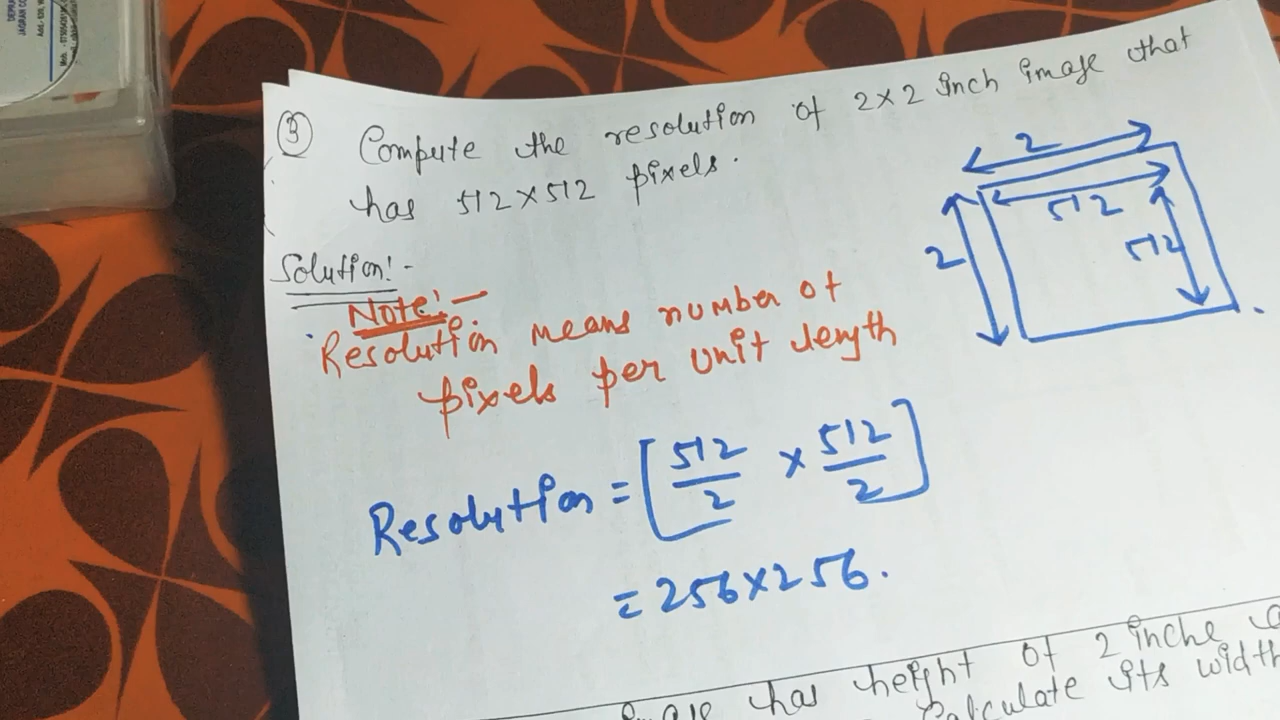 ③ Compute the resolution of 2×2 inch image that
has 512×512 pixels.
2
512
2
512
Solution:-
Note:-
Resolution means number of
pixels per unit length
Resolution = [512/2 × 512/2]
= 256×256.
image has height of 2 inche
Calculate its width